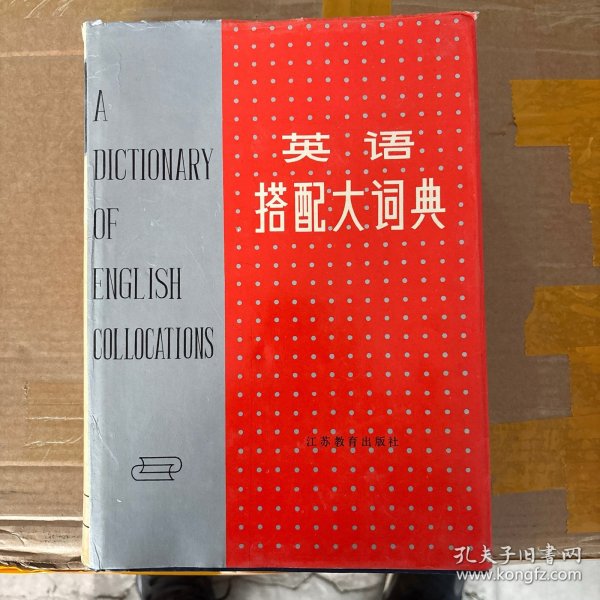 A
DICTIONARY
OF
ENGLISH
COLLOCATIONS
英语
搭配大词典
江苏教育出版社
孔夫子旧书网
www.kongfz.com